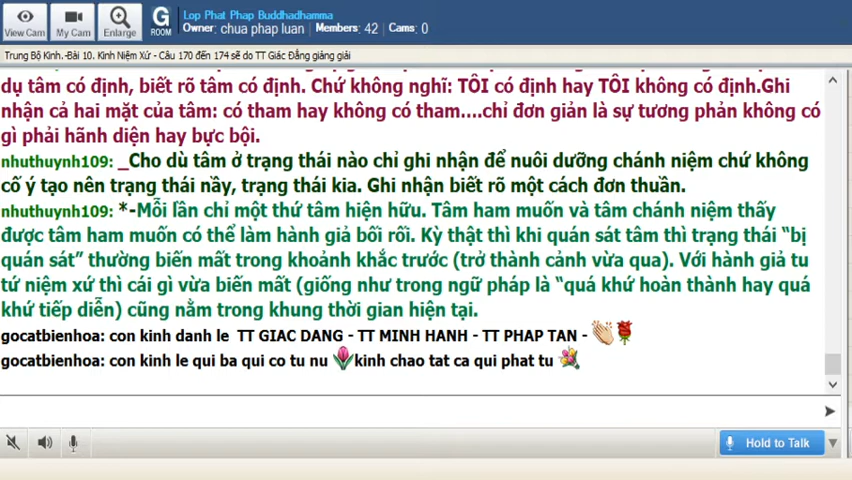 Lop Phat Phap Buddhadhamma
Owner: chua phap luan Members: 42 Cams: 0
View Cam My Cam Enlarge G ROOM
Trung Bộ Kinh.-Bài 10. Kinh Niệm Xứ - Câu 170 đến 174 sẽ do TT Giác Đẳng giảng giải
dụ tâm có định, biết rõ tâm có định. Chứ không nghĩ: TÔI có định hay TÔI không có định.Ghi
nhận cả hai mặt của tâm: có tham hay không có tham....chỉ đơn giản là sự tương phản không có
gì phải hãnh diện hay bực bội.
nhuthuynh109: _Cho dù tâm ở trạng thái nào chỉ ghi nhận để nuôi dưỡng chánh niệm chứ không
cố ý tạo nên trạng thái nầy, trạng thái kia. Ghi nhận biết rõ một cách đơn thuần.
nhuthuynh109: *-Mỗi lần chỉ một thứ tâm hiện hữu. Tâm ham muốn và tâm chánh niệm thấy
được tâm ham muốn có thể làm hành giả bối rối. Kỳ thật thì khi quán sát tâm thì trạng thái “bị
quán sát” thường biến mất trong khoảnh khắc trước (trở thành cảnh vừa qua). Với hành giả tu
tứ niệm xứ thì cái gì vừa biến mất (giống như trong ngữ pháp là “quá khứ hoàn thành hay quá
khứ tiếp diễn) cũng nằm trong khung thời gian hiện tại.
gocatbienhoa: con kinh danh le TT GIAC DANG - TT MINH HANH - TT PHAP TAN -
gocatbienhoa: con kinh le qui ba qui co tu nu kinh chao tat ca qui phat tu
Hold to Talk